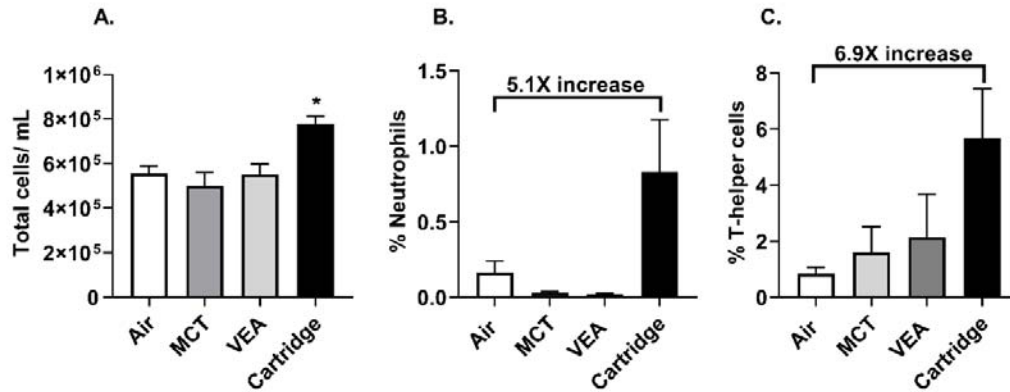 A.
Total cells/ mL
1×10⁶
8×10⁵
6×10⁵
4×10⁵
2×10⁵
0
*
Air
MCT
VEA
Cartridge
B.
% Neutrophils
1.5
1.0
0.5
0.0
5.1X increase
Air
MCT
VEA
Cartridge
C.
% T-helper cells
8
6
4
2
0
6.9X increase
Air
MCT
VEA
Cartridge